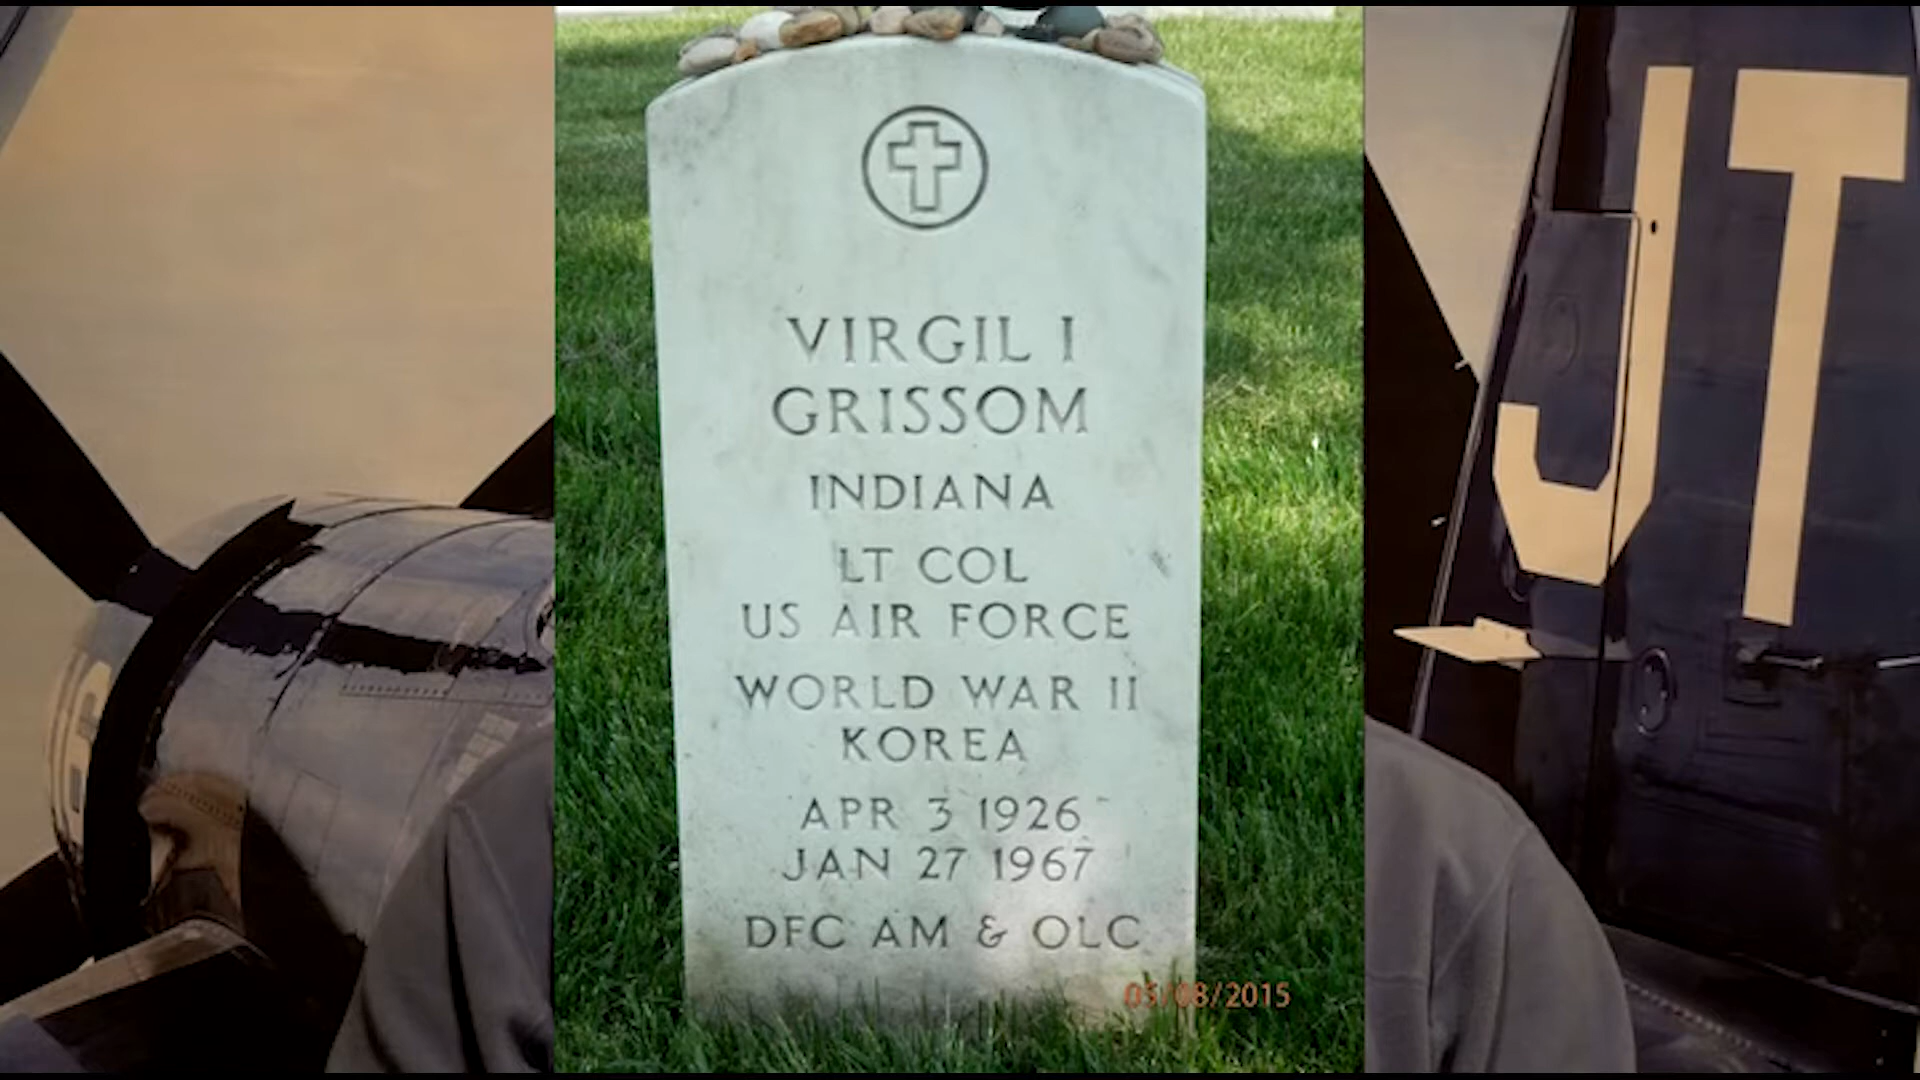 VIRGIL I
GRISSOM
INDIANA
LT COL
US AIR FORCE
WORLD WAR II
KOREA
APR 3 1926
JAN 27 1967
DFC AM & OLC
05/08/2015
JT